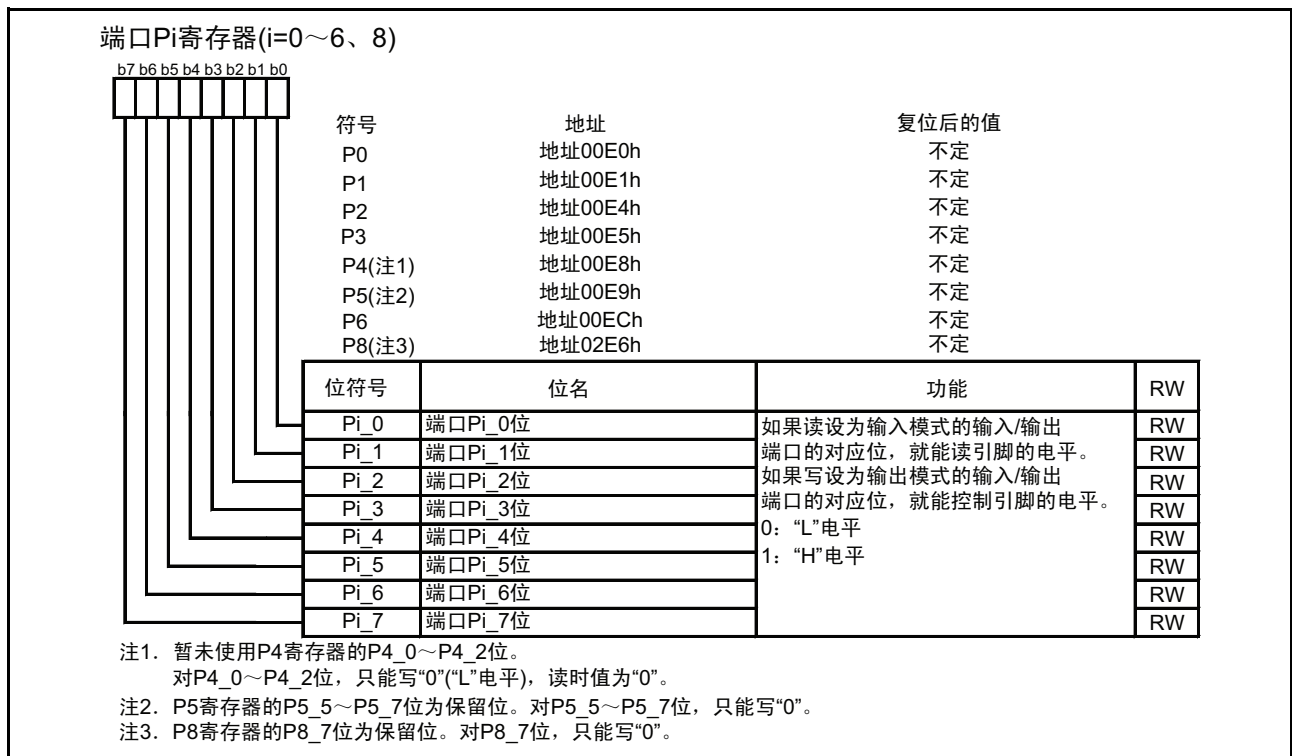 端口Pi寄存器(i=0～6、8)
b7 b6 b5 b4 b3 b2 b1 b0
符号 地址 复位后的值
P0 地址00E0h 不定
P1 地址00E1h 不定
P2 地址00E4h 不定
P3 地址00E5h 不定
P4(注1) 地址00E8h 不定
P5(注2) 地址00E9h 不定
P6 地址00ECh 不定
P8(注3) 地址02E6h 不定
位符号 位名 功能 RW
Pi_0 端口Pi_0位 如果读设为输入模式的输入/输出 RW
Pi_1 端口Pi_1位 端口的对应位，就能读引脚的电平。 RW
Pi_2 端口Pi_2位 如果写设为输出模式的输入/输出 RW
Pi_3 端口Pi_3位 端口的对应位，就能控制引脚的电平。 RW
Pi_4 端口Pi_4位 0：“L”电平 RW
Pi_5 端口Pi_5位 1：“H”电平 RW
Pi_6 端口Pi_6位 RW
Pi_7 端口Pi_7位 RW
注1. 暂未使用P4寄存器的P4_0～P4_2位。
对P4_0～P4_2位，只能写“0”(“L”电平)，读时值为“0”。
注2. P5寄存器的P5_5～P5_7位为保留位。对P5_5～P5_7位，只能写“0”。
注3. P8寄存器的P8_7位为保留位。对P8_7位，只能写“0”。